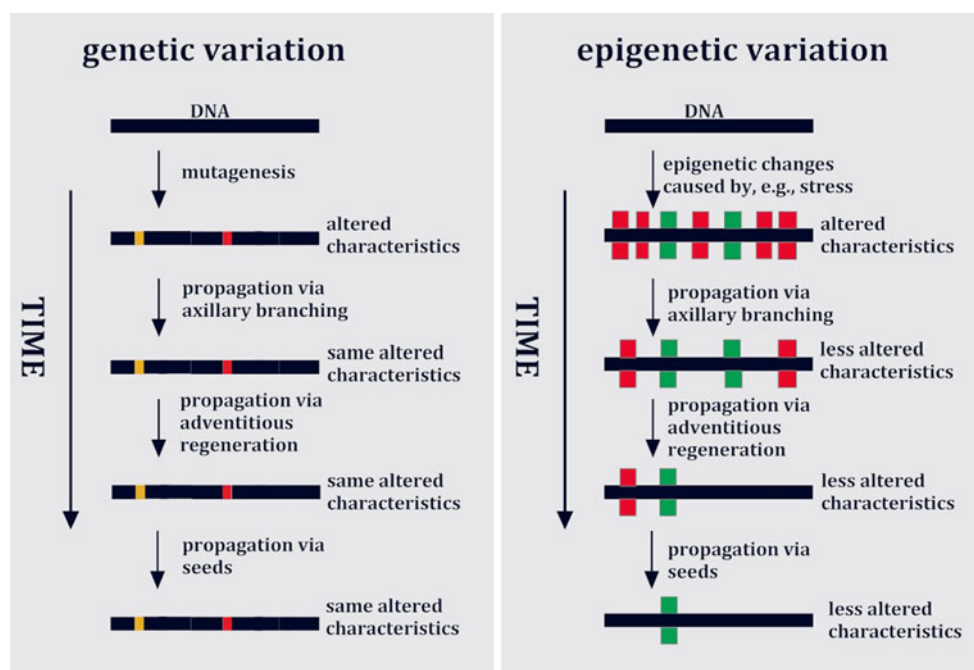 genetic variation
DNA
mutagenesis
altered
characteristics
propagation via
axillary branching
TIME
same altered
characteristics
propagation via
adventitious
regeneration
same altered
characteristics
propagation via
seeds
same altered
characteristics
epigenetic variation
DNA
epigenetic changes
caused by, e.g., stress
altered
characteristics
propagation via
axillary branching
TIME
less altered
characteristics
propagation via
adventitious
regeneration
less altered
characteristics
propagation via
seeds
less altered
characteristics